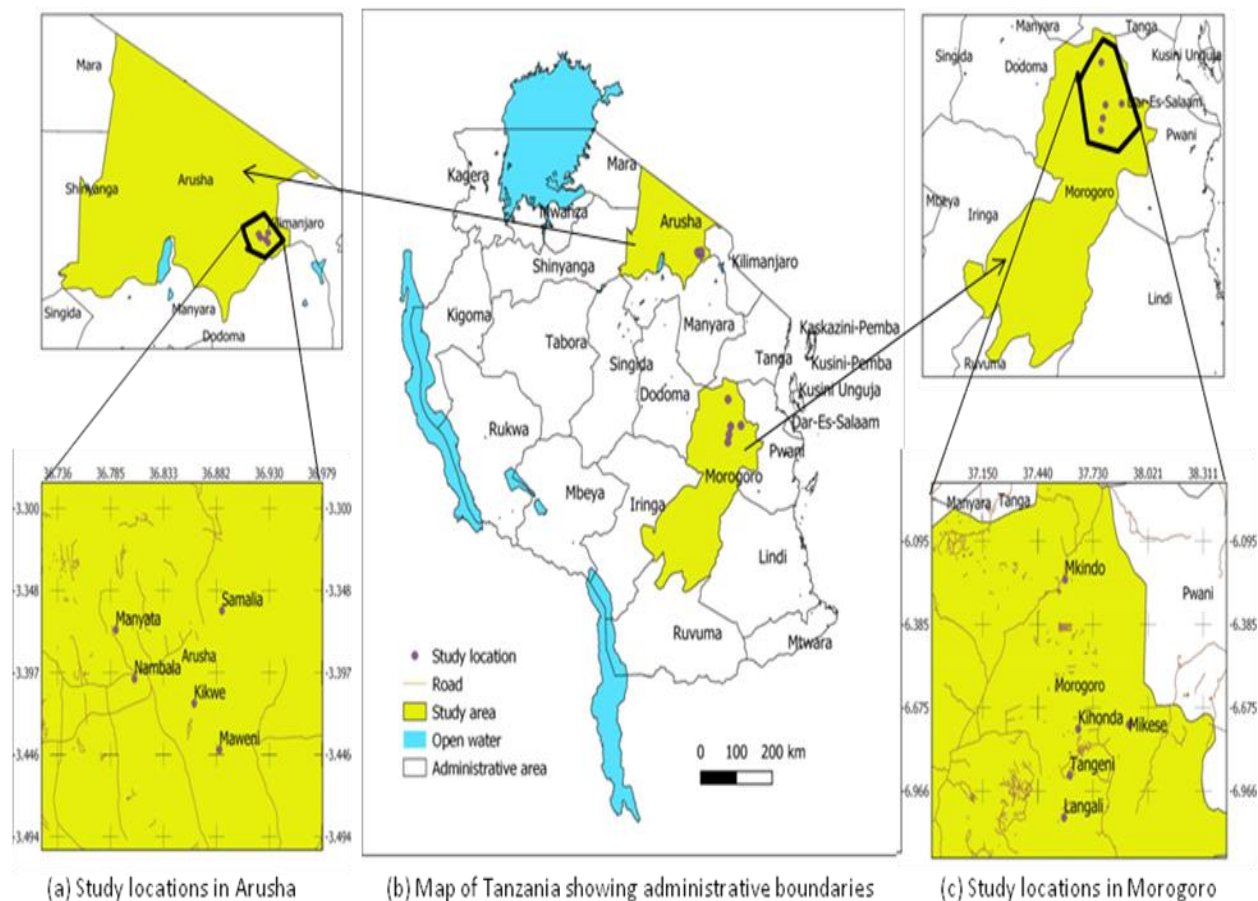 Mara
Shinyanga
Arusha
Kilimanjaro
Singida
Manyara
Dodoma
36.736 36.785 36.833 36.882 36.930 36.979
-3.300 -3.300
-3.348 -3.348
Samalia
Manyata
Arusha
-3.397 -3.397
Nambala
Kikwe
Maweni
-3.446 -3.446
-3.494 -3.494
(a) Study locations in Arusha
Kagera
Mara
Mwanza
Arusha
Shinyanga
Kilimanjaro
Kigoma
Tabora
Manyara
Singida
Kaskazini-Pemba
Tanga
Kusini-Pemba
Dodoma
Kusini Unguja
Dar-Es-Salaam
Rukwa
Pwani
Morogoro
Mbeya
Iringa
Lindi
Ruvuma
Mtwara
Study location
Road
Study area
Open water
Administrative area
0 100 200 km
(b) Map of Tanzania showing administrative boundaries
Manyara
Tanga
Singida
Dodoma
Kusini Unguja
Dar-Es-Salaam
Pwani
Morogoro
Mbeya
Iringa
Lindi
Ruvuma
37.150 37.440 37.730 38.021 38.311
Manyara Tanga
-6.095 -6.095
Mkindo
Pwani
-6.385 -6.385
Morogoro
-6.675 -6.675
Kihonda
Mikese
Tangeni
-6.966 -6.966
Langali
(c) Study locations in Morogoro